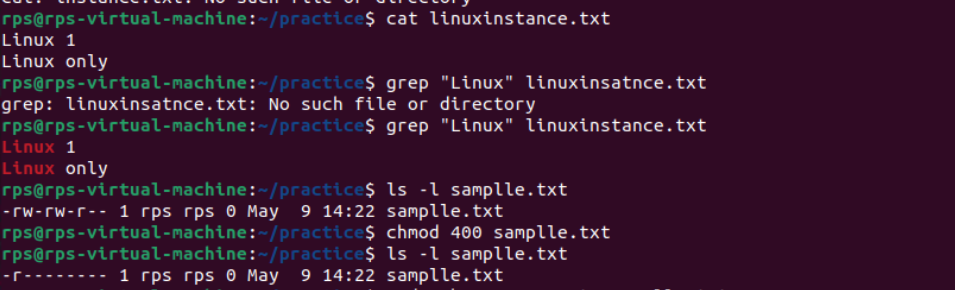 rps@rps-virtual-machine:~/practice$ cat linuxinstance.txt
Linux 1
Linux only
rps@rps-virtual-machine:~/practice$ grep "Linux" linuxinsatnce.txt
grep: linuxinsatnce.txt: No such file or directory
rps@rps-virtual-machine:~/practice$ grep "Linux" linuxinstance.txt
Linux 1
Linux only
rps@rps-virtual-machine:~/practice$ ls -l samplle.txt
-rw-rw-r-- 1 rps rps 0 May  9 14:22 samplle.txt
rps@rps-virtual-machine:~/practice$ chmod 400 samplle.txt
rps@rps-virtual-machine:~/practice$ ls -l samplle.txt
-r-------- 1 rps rps 0 May  9 14:22 samplle.txt